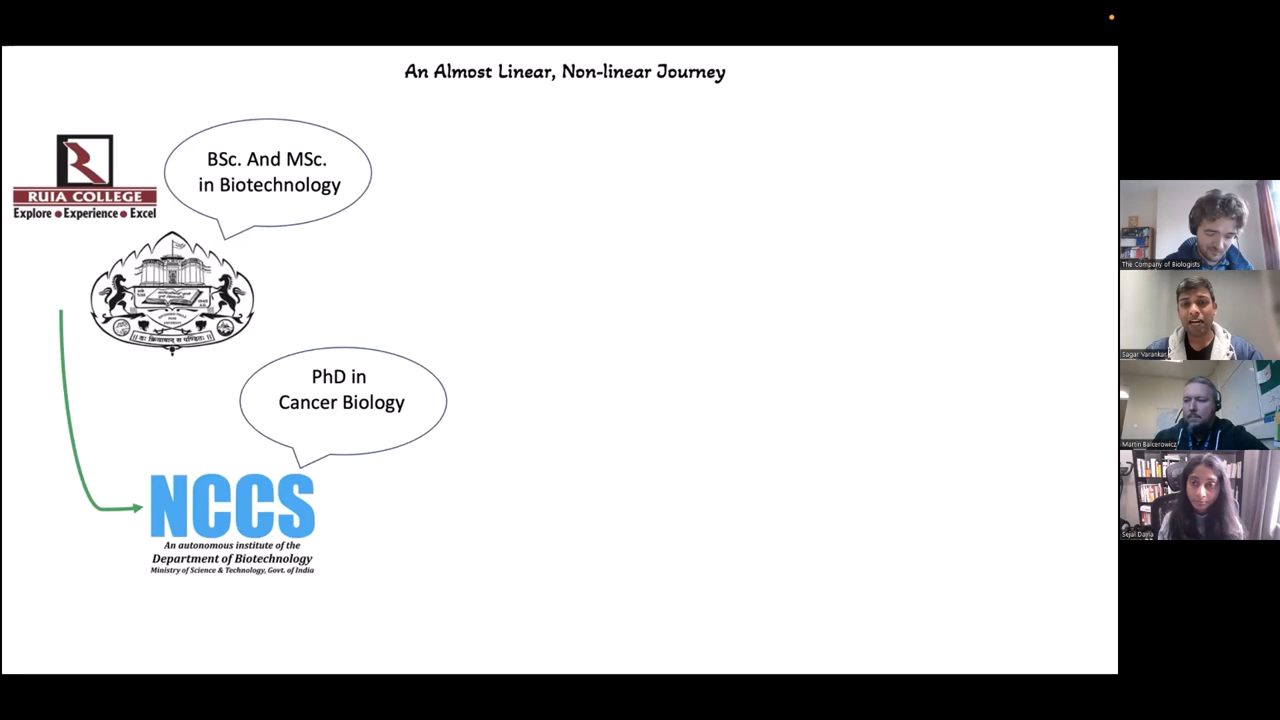 An Almost Linear, Non-linear Journey
RUIA COLLEGE
Explore ● Experience ● Excel
BSc. And MSc.
in Biotechnology
PhD in
Cancer Biology
NCCS
An autonomous institute of the
Department of Biotechnology
Ministry of Science & Technology, Govt. of India
The Company of Biologists
Sagar Varankar
Martin Balcerowicz
Sejal Davla